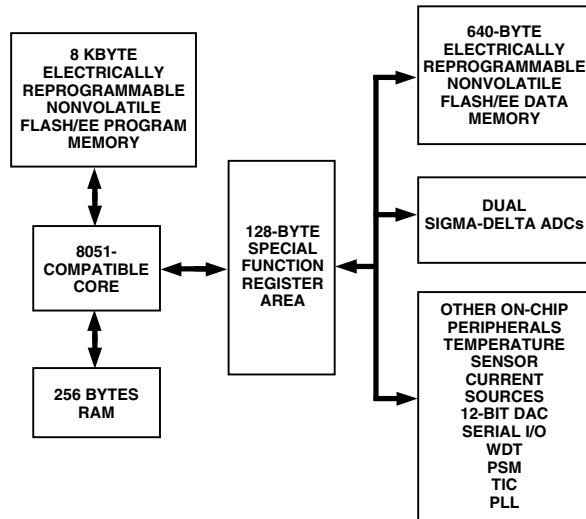 8 KBYTE
ELECTRICALLY
REPROGRAMMABLE
NONVOLATILE
FLASH/EE PROGRAM
MEMORY
8051-
COMPATIBLE
CORE
256 BYTES
RAM
128-BYTE
SPECIAL
FUNCTION
REGISTER
AREA
640-BYTE
ELECTRICALLY
REPROGRAMMABLE
NONVOLATILE
FLASH/EE DATA
MEMORY
DUAL
SIGMA-DELTA ADCs
OTHER ON-CHIP
PERIPHERALS
TEMPERATURE
SENSOR
CURRENT
SOURCES
12-BIT DAC
SERIAL I/O
WDT
PSM
TIC
PLL